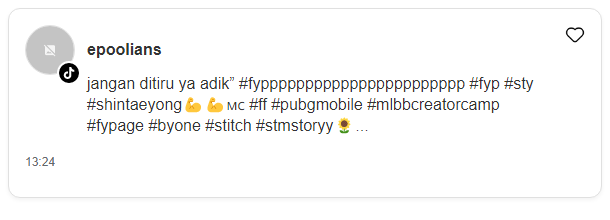 epoolians
jangan ditiru ya adik” #fyppppppppppppppppppppppp #fyp #sty
#shintaeyong💪 💪 ᴍᴄ #ff #pubgmobile #mlbbcreatorcamp
#fypage #byone #stitch #stmstoryy🌻 ...
13:24